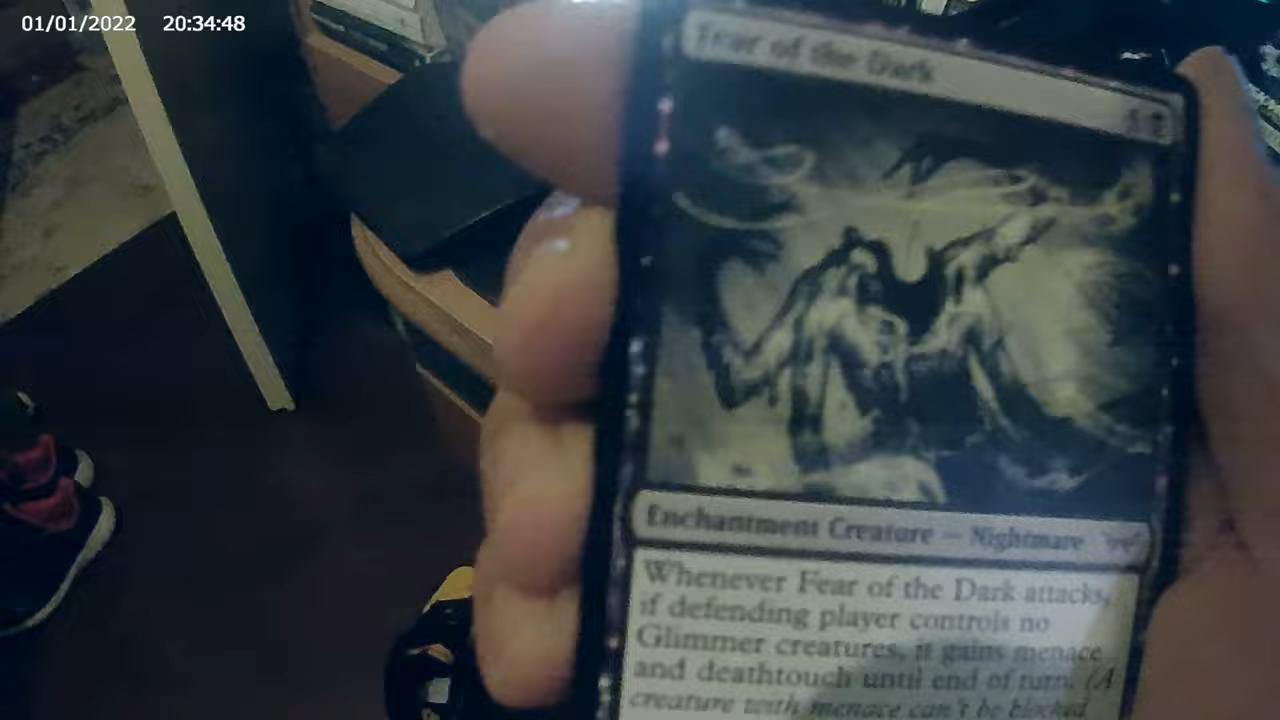 01/01/2022 20:34:48
Fear of the Dark
Enchantment Creature — Nightmare
Whenever Fear of the Dark attacks,
if defending player controls no
Glimmer creatures, it gains menace
and deathtouch until end of turn. (A
creature with menace can't be blocked